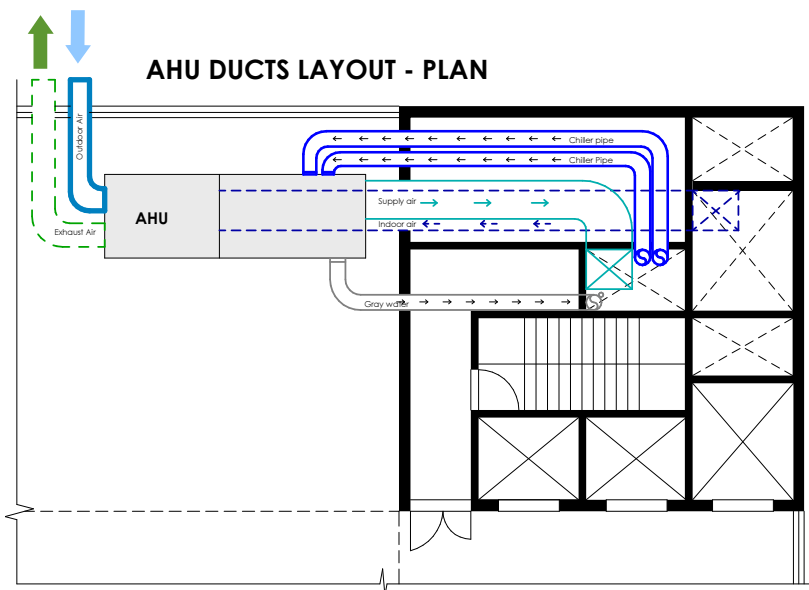 AHU DUCTS LAYOUT - PLAN
Outdoor Air
Chiller pipe
Chiller Pipe
Supply air
AHU
Indoor air
Exhaust Air
Gray water